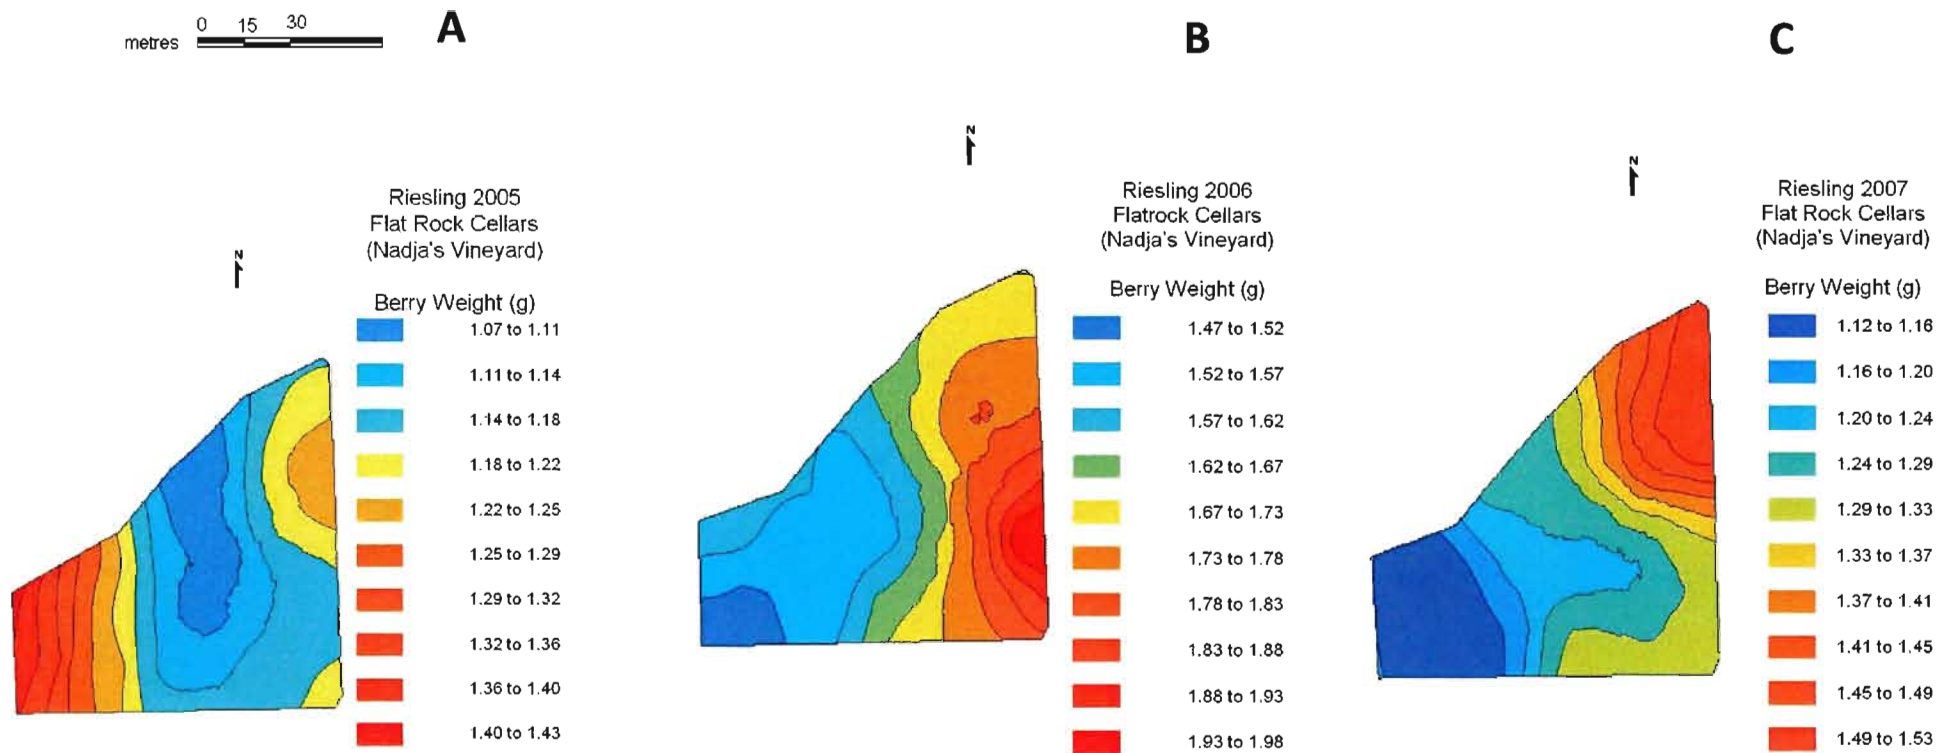 0 15 30
metres
A
N
Riesling 2005
Flat Rock Cellars
(Nadja's Vineyard)
Berry Weight (g)
1.07 to 1.11
1.11 to 1.14
1.14 to 1.18
1.18 to 1.22
1.22 to 1.25
1.25 to 1.29
1.29 to 1.32
1.32 to 1.36
1.36 to 1.40
1.40 to 1.43
B
N
Riesling 2006
Flatrock Cellars
(Nadja's Vineyard)
Berry Weight (g)
1.47 to 1.52
1.52 to 1.57
1.57 to 1.62
1.62 to 1.67
1.67 to 1.73
1.73 to 1.78
1.78 to 1.83
1.83 to 1.88
1.88 to 1.93
1.93 to 1.98
C
N
Riesling 2007
Flat Rock Cellars
(Nadja's Vineyard)
Berry Weight (g)
1.12 to 1.16
1.16 to 1.20
1.20 to 1.24
1.24 to 1.29
1.29 to 1.33
1.33 to 1.37
1.37 to 1.41
1.41 to 1.45
1.45 to 1.49
1.49 to 1.53